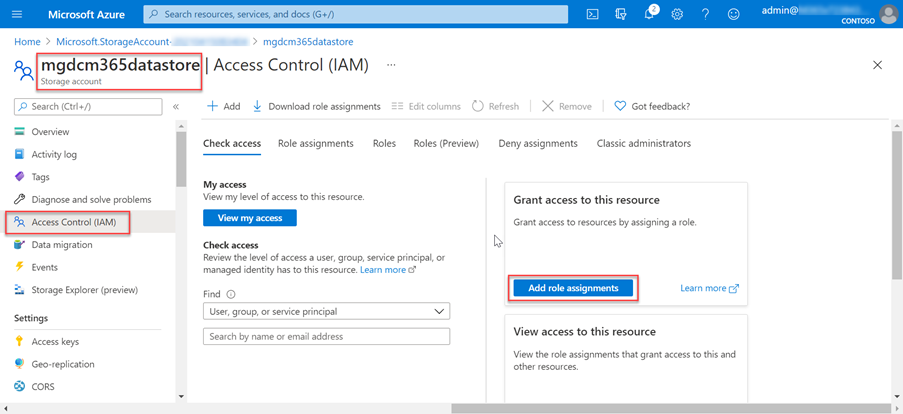 Microsoft Azure
Search resources, services, and docs (G+/)
2
admin@
CONTOSO
Home > Microsoft.StorageAccount- > mgdcm365datastore
mgdcm365datastore | Access Control (IAM) ...
Storage account
Search (Ctrl+/)
«
Overview
Activity log
Tags
Diagnose and solve problems
Access Control (IAM)
Data migration
Events
Storage Explorer (preview)
Settings
Access keys
Geo-replication
CORS
Add
Download role assignments
Edit columns
Refresh
Remove
Got feedback?
Check access
Role assignments
Roles
Roles (Preview)
Deny assignments
Classic administrators
My access
View my level of access to this resource.
View my access
Check access
Review the level of access a user, group, service principal, or
managed identity has to this resource. Learn more
Find
User, group, or service principal
Search by name or email address
Grant access to this resource
Grant access to resources by assigning a role.
Add role assignments
Learn more
View access to this resource
View the role assignments that grant access to this and
other resources.